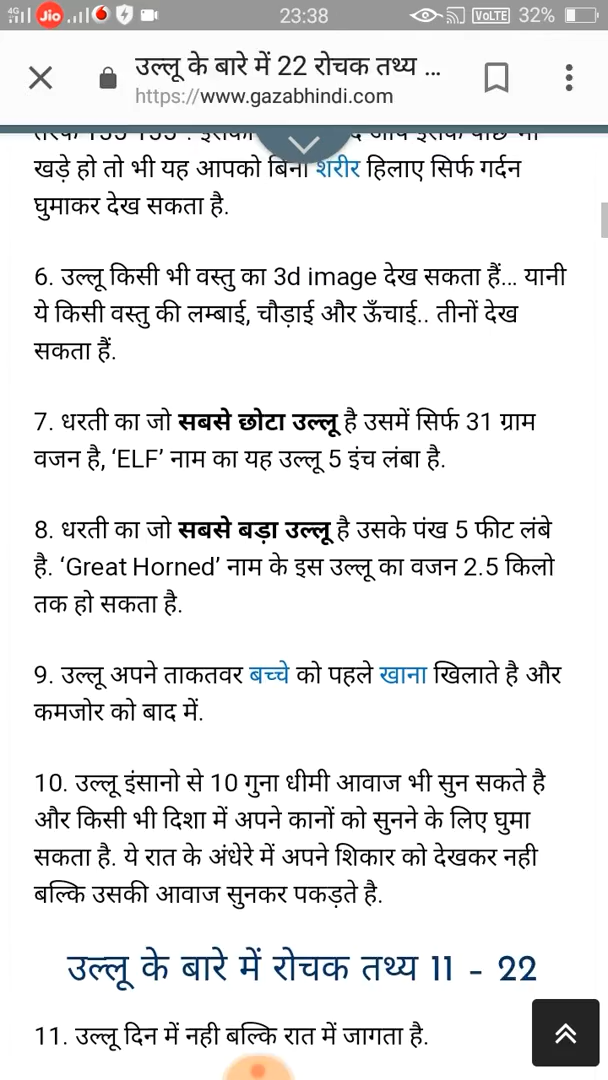 4G Jio 23:38 VoLTE 32%
उल्लू के बारे में 22 रोचक तथ्य ...
https://www.gazabhindi.com
खड़े हो तो भी यह आपको बिना शरीर हिलाए सिर्फ गर्दन
घुमाकर देख सकता है.
6. उल्लू किसी भी वस्तु का 3d image देख सकता हैं... यानी
ये किसी वस्तु की लम्बाई, चौड़ाई और ऊँचाई.. तीनों देख
सकता हैं.
7. धरती का जो सबसे छोटा उल्लू है उसमें सिर्फ 31 ग्राम
वजन है, ‘ELF’ नाम का यह उल्लू 5 इंच लंबा है.
8. धरती का जो सबसे बड़ा उल्लू है उसके पंख 5 फीट लंबे
है. ‘Great Horned’ नाम के इस उल्लू का वजन 2.5 किलो
तक हो सकता है.
9. उल्लू अपने ताकतवर बच्चे को पहले खाना खिलाते है और
कमजोर को बाद में.
10. उल्लू इंसानो से 10 गुना धीमी आवाज भी सुन सकते है
और किसी भी दिशा में अपने कानों को सुनने के लिए घुमा
सकता है. ये रात के अंधेरे में अपने शिकार को देखकर नही
बल्कि उसकी आवाज सुनकर पकड़ते है.
उल्लू के बारे में रोचक तथ्य 11 – 22
11. उल्लू दिन में नही बल्कि रात में जागता है.